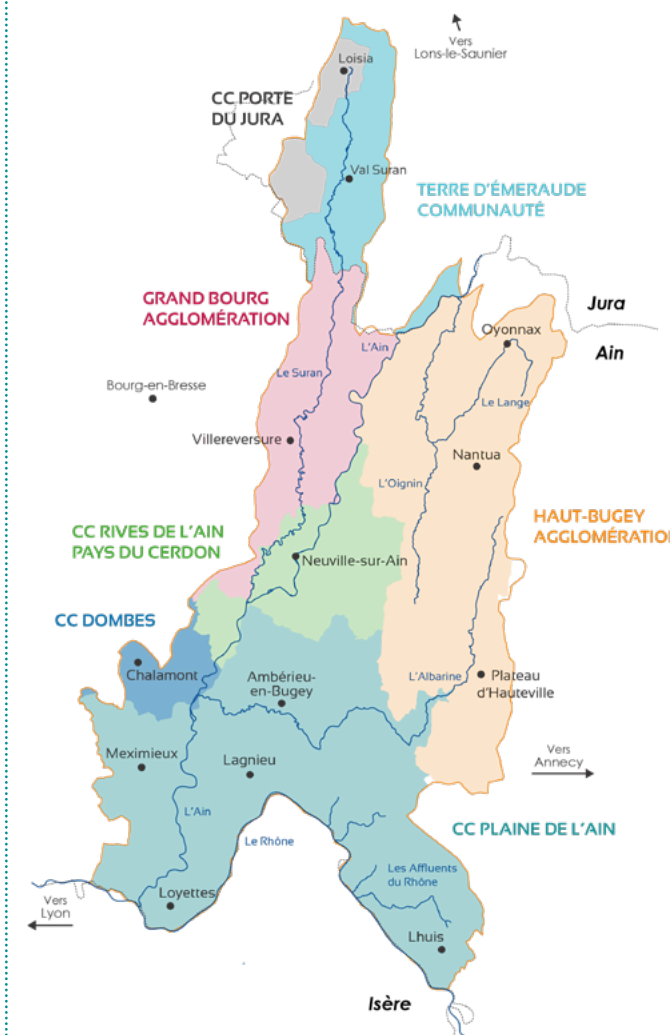 Vers
Lons-le-Saunier
Loisia
CC PORTE
DU JURA
Val Suran
TERRE D'ÉMERAUDE
COMMUNAUTÉ
GRAND BOURG
AGGLOMÉRATION
Jura
Oyonnax
L'Ain
Ain
Le Suran
Bourg-en-Bresse
Le Lange
Villereversure
Nantua
L'Oignin
CC RIVES DE L'AIN
PAYS DU CERDON
HAUT-BUGEY
AGGLOMÉRATION
Neuville-sur-Ain
CC DOMBES
Chalamont
Ambérieu-
en-Bugey
L'Albarine
Plateau
d'Hauteville
Meximieux
Lagnieu
Vers
Annecy
L'Ain
CC PLAINE DE L'AIN
Le Rhône
Les Affluents
du Rhône
Loyettes
Vers
Lyon
Lhuis
Isère